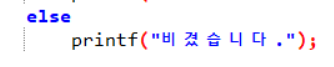 else
printf("비 겼 습 니 다 .");